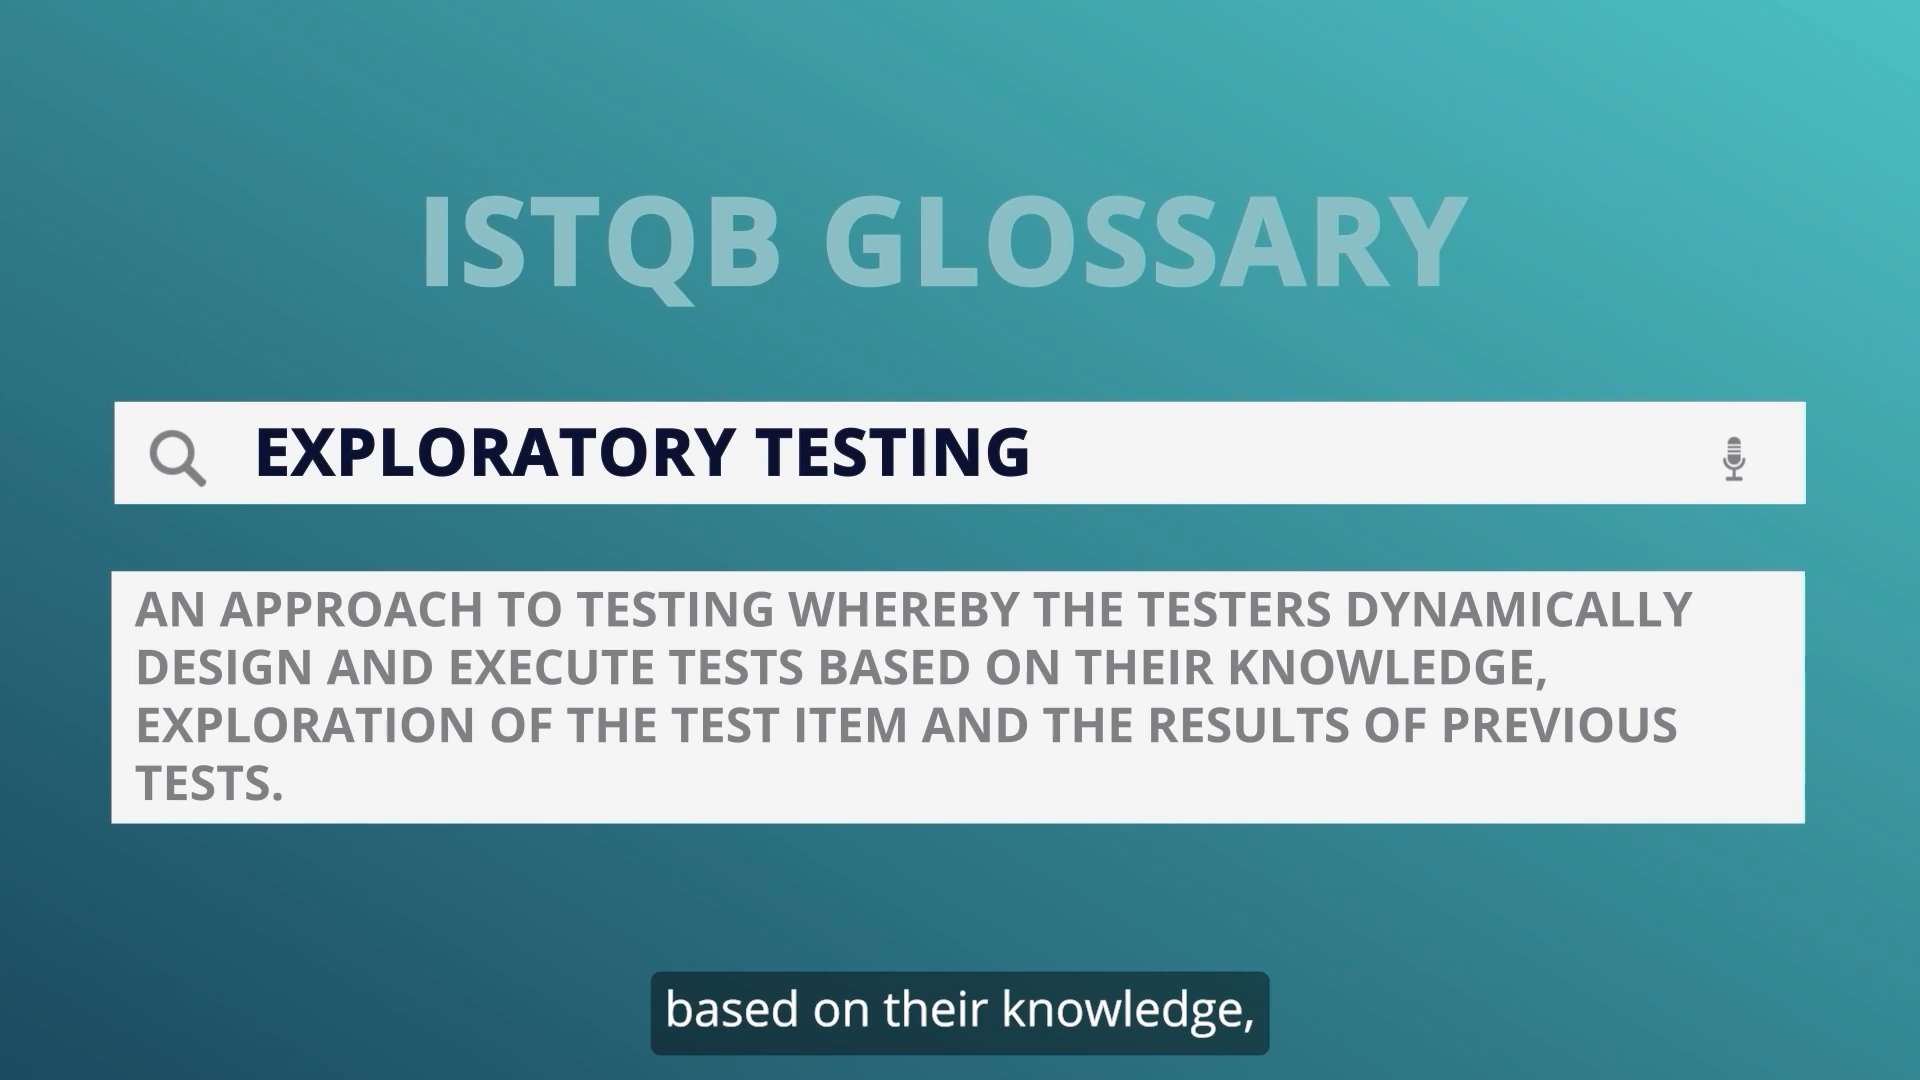 ISTQB GLOSSARY
EXPLORATORY TESTING
AN APPROACH TO TESTING WHEREBY THE TESTERS DYNAMICALLY
DESIGN AND EXECUTE TESTS BASED ON THEIR KNOWLEDGE,
EXPLORATION OF THE TEST ITEM AND THE RESULTS OF PREVIOUS
TESTS.
based on their knowledge,